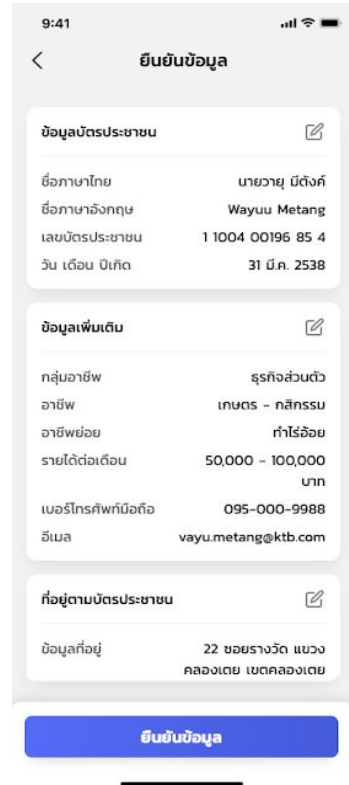 9:41
ยืนยันข้อมูล
ข้อมูลบัตรประชาชน
ชื่อภาษาไทย นายวายุ มีตังค์
ชื่อภาษาอังกฤษ Wayuu Metang
เลขบัตรประชาชน 1 1004 00196 85 4
วัน เดือน ปีเกิด 31 มี.ค. 2538
ข้อมูลเพิ่มเติม
กลุ่มอาชีพ ธุรกิจส่วนตัว
อาชีพ เกษตร - กสิกรรม
อาชีพย่อย ทำไร่อ้อย
รายได้ต่อเดือน 50,000 - 100,000
บาท
เบอร์โทรศัพท์มือถือ 095-000-9988
อีเมล vayu.metang@ktb.com
ที่อยู่ตามบัตรประชาชน
ข้อมูลที่อยู่ 22 ซอยรางวัด แขวง
คลองเตย เขตคลองเตย
ยืนยันข้อมูล